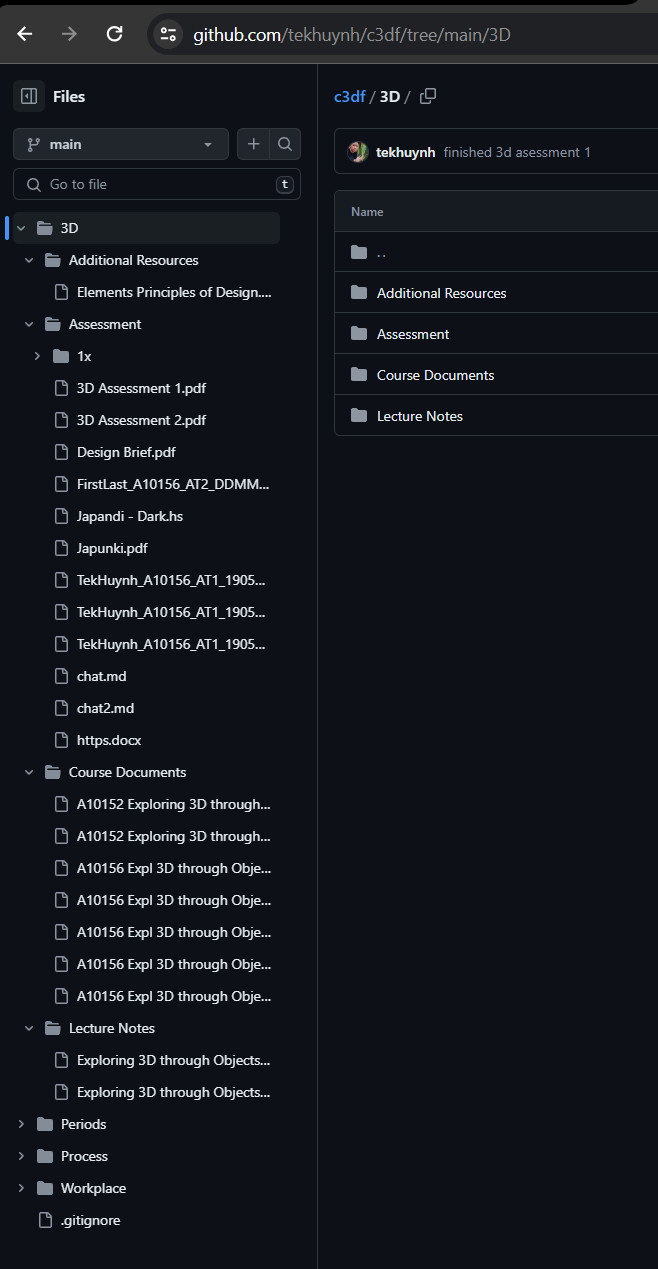 github.com/tekhuynh/c3df/tree/main/3D
Files
main
Go to file
t
3D
Additional Resources
Elements Principles of Design....
Assessment
1x
3D Assessment 1.pdf
3D Assessment 2.pdf
Design Brief.pdf
FirstLast_A10156_AT2_DDMM...
Japandi - Dark.hs
Japunki.pdf
TekHuynh_A10156_AT1_1905...
TekHuynh_A10156_AT1_1905...
TekHuynh_A10156_AT1_1905...
chat.md
chat2.md
https.docx
Course Documents
A10152 Exploring 3D through...
A10152 Exploring 3D through...
A10156 Expl 3D through Obje...
A10156 Expl 3D through Obje...
A10156 Expl 3D through Obje...
A10156 Expl 3D through Obje...
A10156 Expl 3D through Obje...
Lecture Notes
Exploring 3D through Objects...
Exploring 3D through Objects...
Periods
Process
Workplace
.gitignore
c3df / 3D /
tekhuynh finished 3d asessment 1
Name
..
Additional Resources
Assessment
Course Documents
Lecture Notes